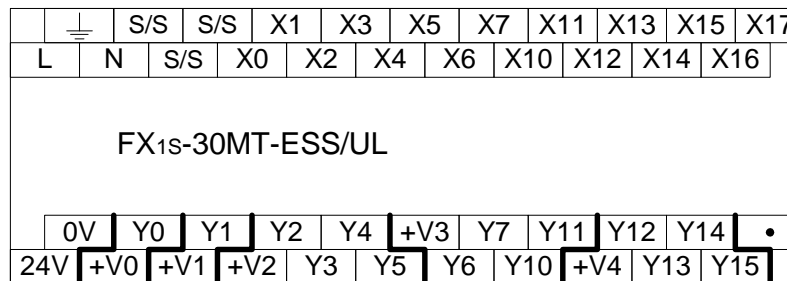 S/S S/S X1 X3 X5 X7 X11 X13 X15 X17
L N S/S X0 X2 X4 X6 X10 X12 X14 X16
FX1S-30MT-ESS/UL
0V Y0 Y1 Y2 Y4 +V3 Y7 Y11 Y12 Y14
24V +V0 +V1 +V2 Y3 Y5 Y6 Y10 +V4 Y13 Y15